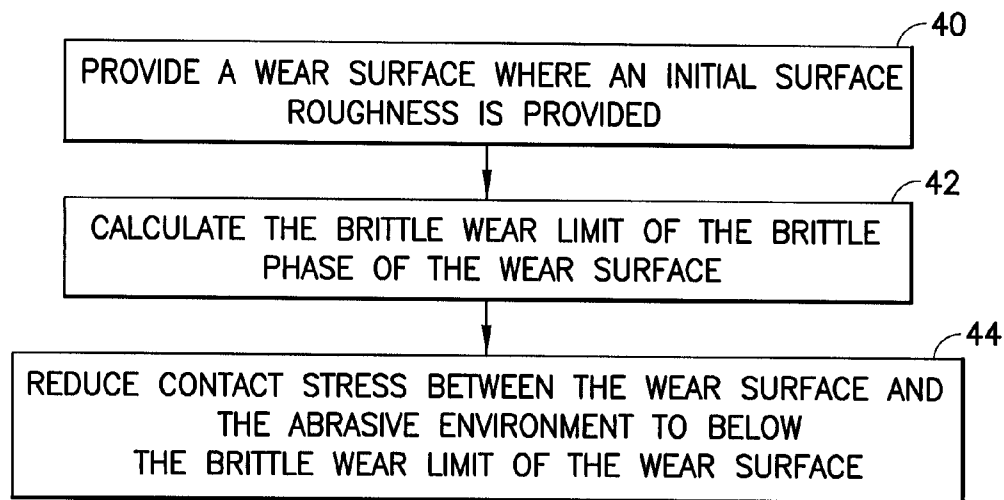 40
PROVIDE A WEAR SURFACE WHERE AN INITIAL SURFACE
ROUGHNESS IS PROVIDED
42
CALCULATE THE BRITTLE WEAR LIMIT OF THE BRITTLE
PHASE OF THE WEAR SURFACE
44
REDUCE CONTACT STRESS BETWEEN THE WEAR SURFACE AND
THE ABRASIVE ENVIRONMENT TO BELOW
THE BRITTLE WEAR LIMIT OF THE WEAR SURFACE